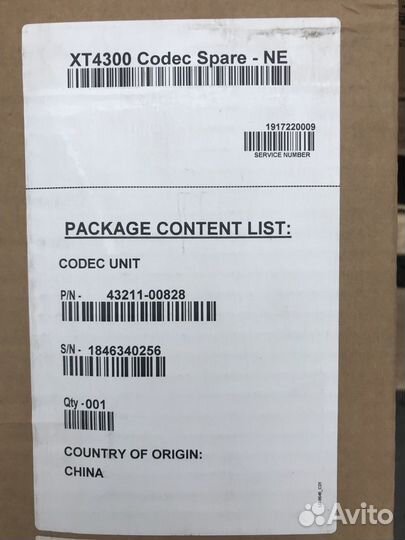 XT4300 Codec Spare - NE
1917220009
SERVICE NUMBER
PACKAGE CONTENT LIST:
CODEC UNIT
P/N - 43211-00828
S/N - 1846340256
Qty -001
COUNTRY OF ORIGIN:
CHINA
Avito